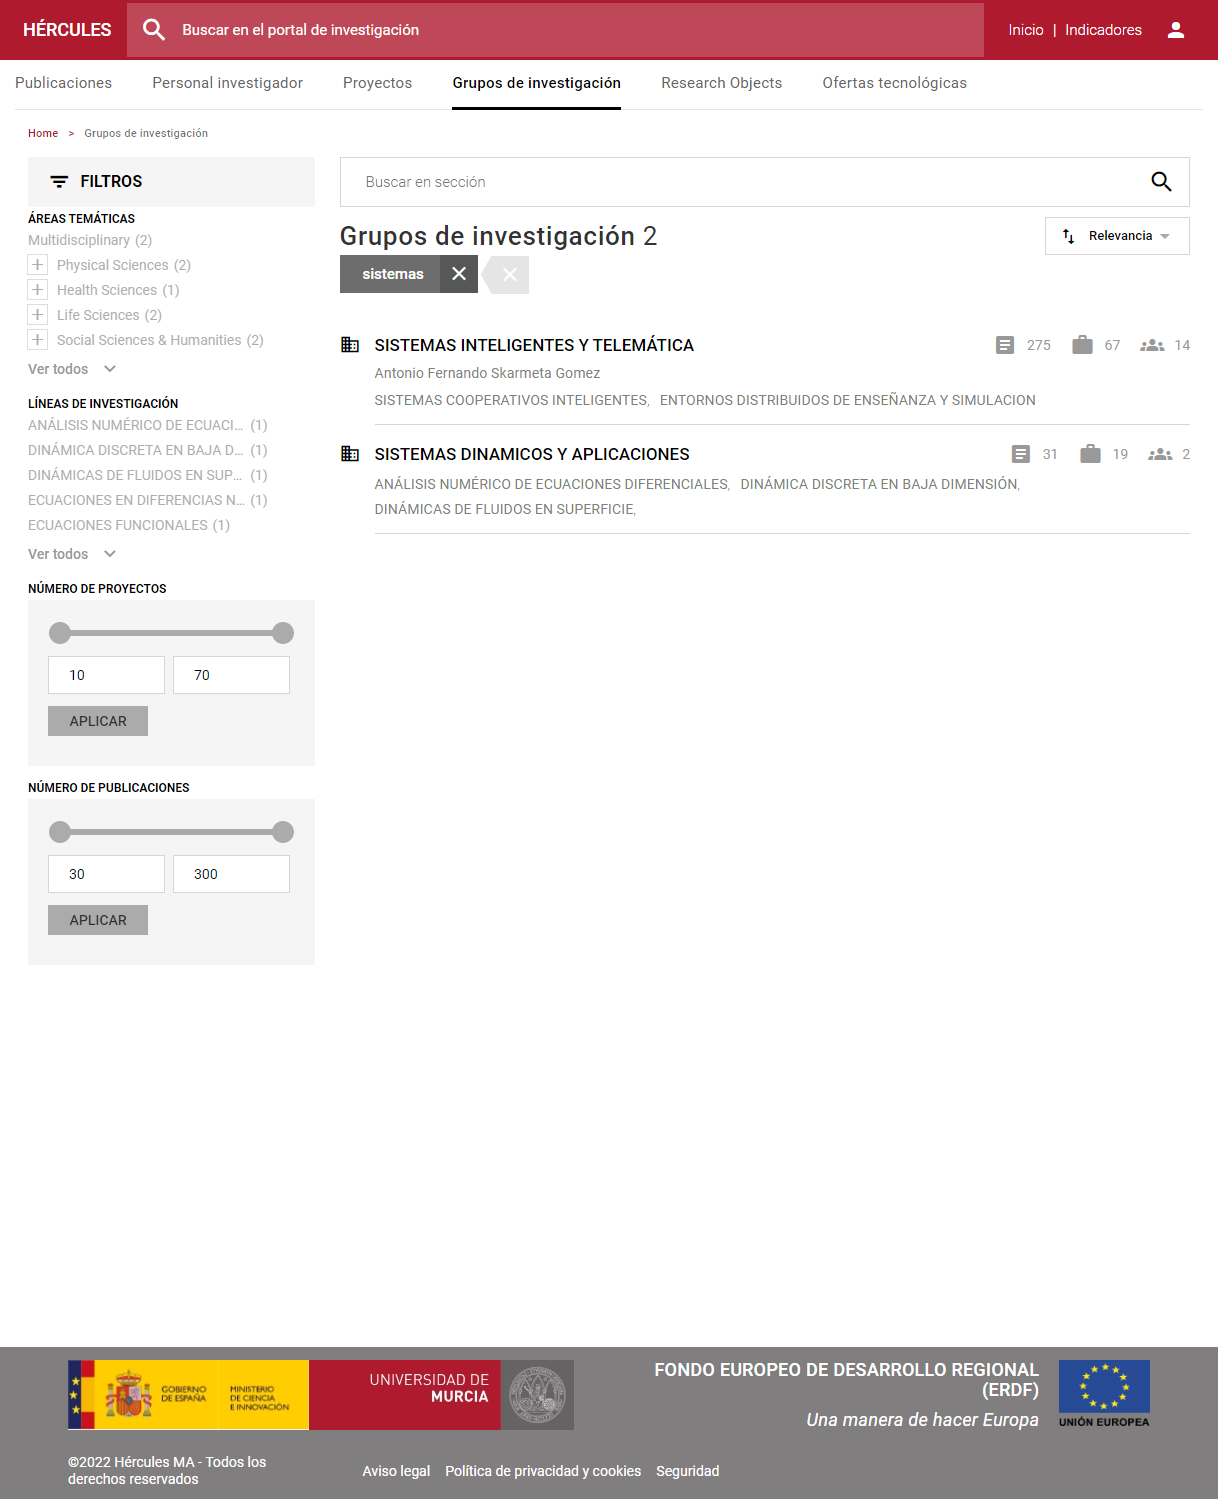 HÉRCULES
Buscar en el portal de investigación
Inicio | Indicadores
Publicaciones
Personal investigador
Proyectos
Grupos de investigación
Research Objects
Ofertas tecnológicas
Home > Grupos de investigación
FILTROS
ÁREAS TEMÁTICAS
Multidisciplinary (2)
Physical Sciences (2)
Health Sciences (1)
Life Sciences (2)
Social Sciences & Humanities (2)
Ver todos
LÍNEAS DE INVESTIGACIÓN
ANÁLISIS NUMÉRICO DE ECUACI... (1)
DINÁMICA DISCRETA EN BAJA D... (1)
DINÁMICAS DE FLUIDOS EN SUP... (1)
ECUACIONES EN DIFERENCIAS N... (1)
ECUACIONES FUNCIONALES (1)
Ver todos
NÚMERO DE PROYECTOS
10
70
APLICAR
NÚMERO DE PUBLICACIONES
30
300
APLICAR
Buscar en sección
Grupos de investigación 2
Relevancia
sistemas
SISTEMAS INTELIGENTES Y TELEMÁTICA
275 67 14
Antonio Fernando Skarmeta Gomez
SISTEMAS COOPERATIVOS INTELIGENTES, ENTORNOS DISTRIBUIDOS DE ENSEÑANZA Y SIMULACION
SISTEMAS DINAMICOS Y APLICACIONES
31 19 2
ANÁLISIS NUMÉRICO DE ECUACIONES DIFERENCIALES, DINÁMICA DISCRETA EN BAJA DIMENSIÓN,
DINÁMICAS DE FLUIDOS EN SUPERFICIE,
GOBIERNO
DE ESPAÑA
MINISTERIO
DE CIENCIA
E INNOVACIÓN
UNIVERSIDAD DE
MURCIA
FONDO EUROPEO DE DESARROLLO REGIONAL
(ERDF)
Una manera de hacer Europa
UNIÓN EUROPEA
©2022 Hércules MA - Todos los
derechos reservados
Aviso legal
Política de privacidad y cookies
Seguridad